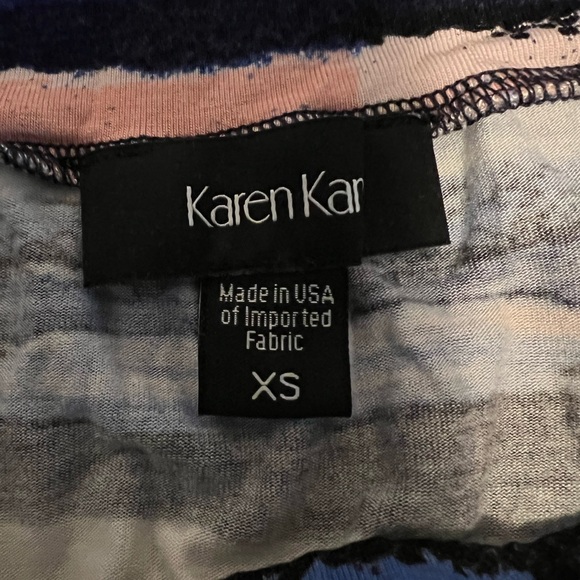 Karen Kar
Made in USA
of Imported
Fabric
XS